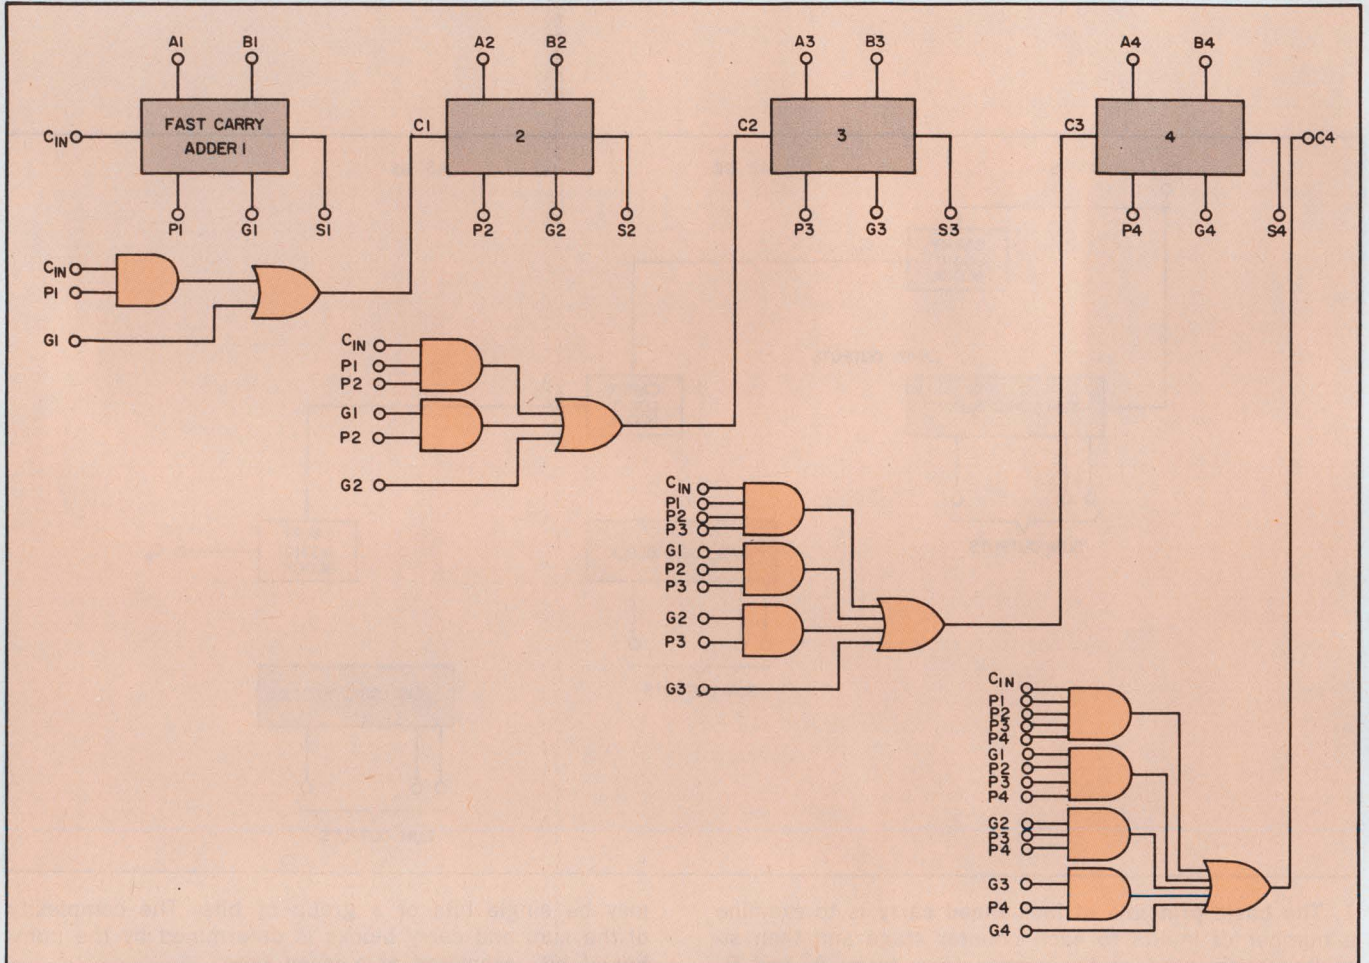 A1 B1 A2 B2 A3 B3 A4 B4
CIN FAST CARRY ADDER 1 C1 2 C2 3 C3 4 C4
P1 G1 S1 P2 G2 S2 P3 G3 S3 P4 G4 S4
CIN
P1
G1
CIN
P1
P2
G1
P2
G2
CIN
P1
P2
P3
G1
P2
P3
G2
P3
G3
CIN
P1
P2
P3
P4
G1
P2
P3
P4
G2
P3
P4
G3
P4
G4